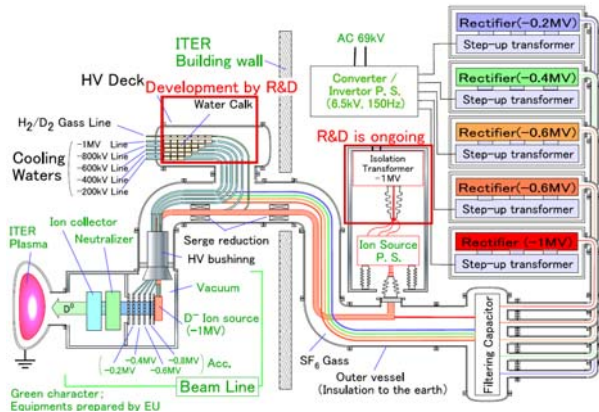 ITER
Building wall
AC 69kV
Converter /
Invertor P. S.
(6.5kV, 150Hz)
Rectifier(-0.2MV)
Step-up transformer
Rectifier(-0.4MV)
Step-up transformer
Rectifier(-0.6MV)
Step-up transformer
Rectifier(-0.6MV)
Step-up transformer
Rectifier (-1MV)
Step-up transformer
HV Deck
Development by R&D
Water Calk
H2/D2 Gass Line
Cooling
Waters
-1MV Line
-800kV Line
-600kV Line
-400kV Line
-200kV Line
R&D is ongoing
Isolation
Transformer
-1MV
Ion Source
P. S.
Serge reduction
HV bushinng
ITER
Plasma
Ion collector
Neutralizer
Vacuum
D0
D- Ion source
(-1MV)
-0.2MV
-0.4MV
-0.6MV
-0.8MV
Acc.
Beam Line
SF6 Gass
Outer vessel
(Insulation to the earth)
Filtering Capacitor
Green character;
Equipments prepared by EU